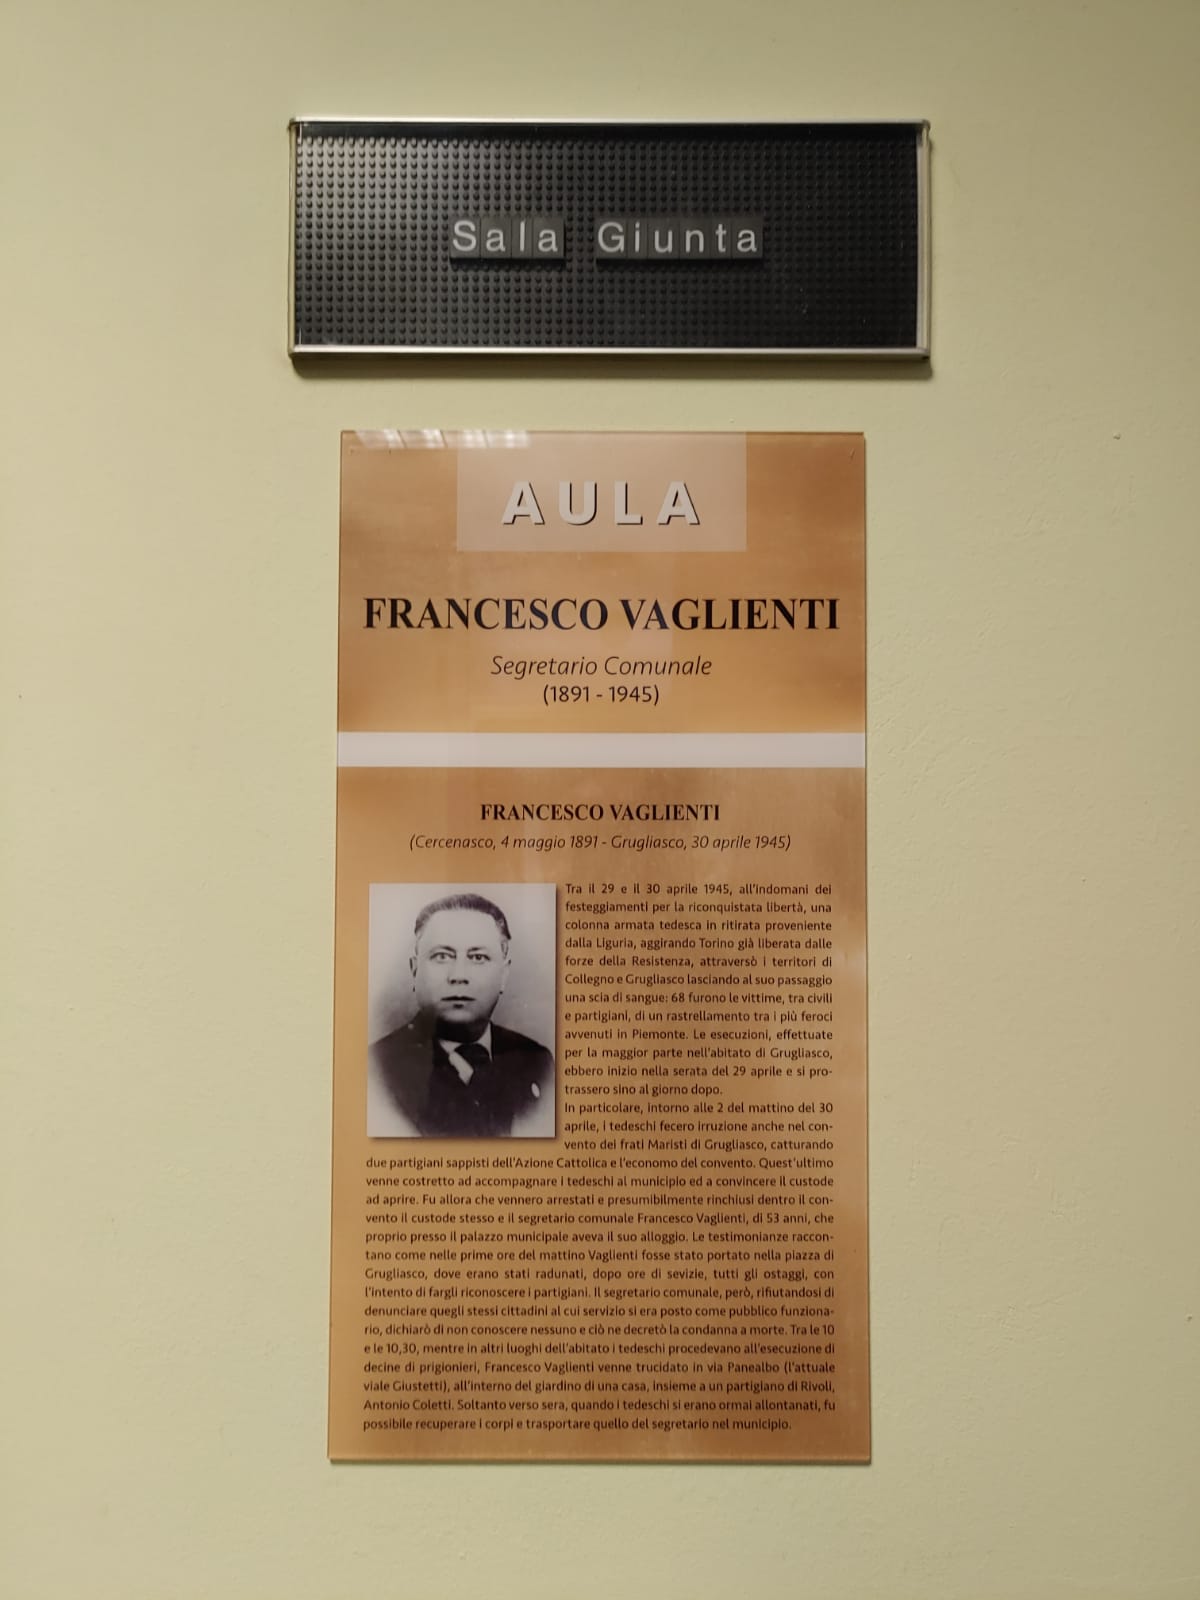 Sala Giunta
AULA
FRANCESCO VAGLIENTI
Segretario Comunale
(1891 - 1945)
FRANCESCO VAGLIENTI
(Cercenasco, 4 maggio 1891 - Grugliasco, 30 aprile 1945)
Tra il 29 e il 30 aprile 1945, all'indomani dei
festeggiamenti per la riconquistata libertà, una
colonna armata tedesca in ritirata proveniente
dalla Liguria, aggirando Torino già liberata dalle
forze della Resistenza, attraversò i territori di
Collegno e Grugliasco lasciando al suo passaggio
una scia di sangue: 68 furono le vittime, tra civili
e partigiani, di un rastrellamento tra i più feroci
avvenuti in Piemonte. Le esecuzioni, effettuate
per la maggior parte nell'abitato di Grugliasco,
ebbero inizio nella serata del 29 aprile e si pro-
trassero sino al giorno dopo.
In particolare, intorno alle 2 del mattino del 30
aprile, i tedeschi fecero irruzione anche nel con-
vento dei frati Maristi di Grugliasco, catturando
due partigiani sappisti dell'Azione Cattolica e l'economo del convento. Quest'ultimo
venne costretto ad accompagnare i tedeschi al municipio ed a convincere il custode
ad aprire. Fu allora che vennero arrestati e presumibilmente rinchiusi dentro il con-
vento il custode stesso e il segretario comunale Francesco Vaglienti, di 53 anni, che
proprio presso il palazzo municipale aveva il suo alloggio. Le testimonianze raccon-
tano come nelle prime ore del mattino Vaglienti fosse stato portato nella piazza di
Grugliasco, dove erano stati radunati, dopo ore di sevizie, tutti gli ostaggi, con
l'intento di fargli riconoscere i partigiani. Il segretario comunale, però, rifiutandosi di
denunciare quegli stessi cittadini al cui servizio si era posto come pubblico funziona-
rio, dichiarò di non conoscere nessuno e ciò ne decretò la condanna a morte. Tra le 10
e le 10,30, mentre in altri luoghi dell'abitato i tedeschi procedevano all'esecuzione di
decine di prigionieri, Francesco Vaglienti venne trucidato in via Panealbo (l'attuale
viale Giustetti), all'interno del giardino di una casa, insieme a un partigiano di Rivoli,
Antonio Coletti. Soltanto verso sera, quando i tedeschi si erano ormai allontanati, fu
possibile recuperare i corpi e trasportare quello del segretario nel municipio.